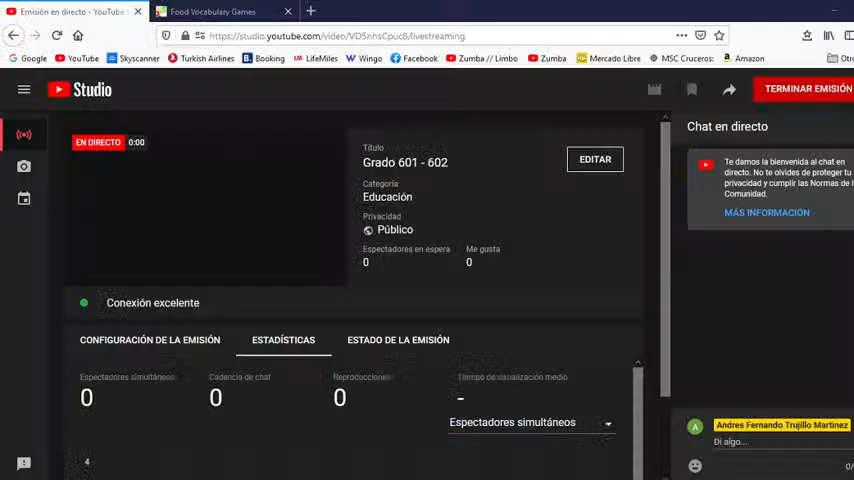 Emisión en directo - YouTube S
Food Vocabulary Games
https://studio.youtube.com/video/VD5nhsCpuc8/livestreaming
Google
YouTube
Skyscanner
Turkish Airlines
Booking
LifeMiles
Wingo
Facebook
Zumba // Limbo
Zumba
Mercado Libre
MSC Cruceros:
Amazon
Otro
Studio
TERMINAR EMISIÓN
EN DIRECTO 0:00
Título
Grado 601 - 602
EDITAR
Categoría
Educación
Privacidad
Público
Espectadores en espera
Me gusta
0
0
Conexión excelente
CONFIGURACIÓN DE LA EMISIÓN
ESTADÍSTICAS
ESTADO DE LA EMISIÓN
Espectadores simultáneos
Cadencia de chat
Reproducciones
Tiempo de visualización medio
0
0
0
-
Espectadores simultáneos
4
Chat en directo
Te damos la bienvenida al chat en
directo. No te olvides de proteger tu
privacidad y cumplir las Normas de la
Comunidad.
MÁS INFORMACIÓN
A
Andres Fernando Trujillo Martinez
Di algo...
0/